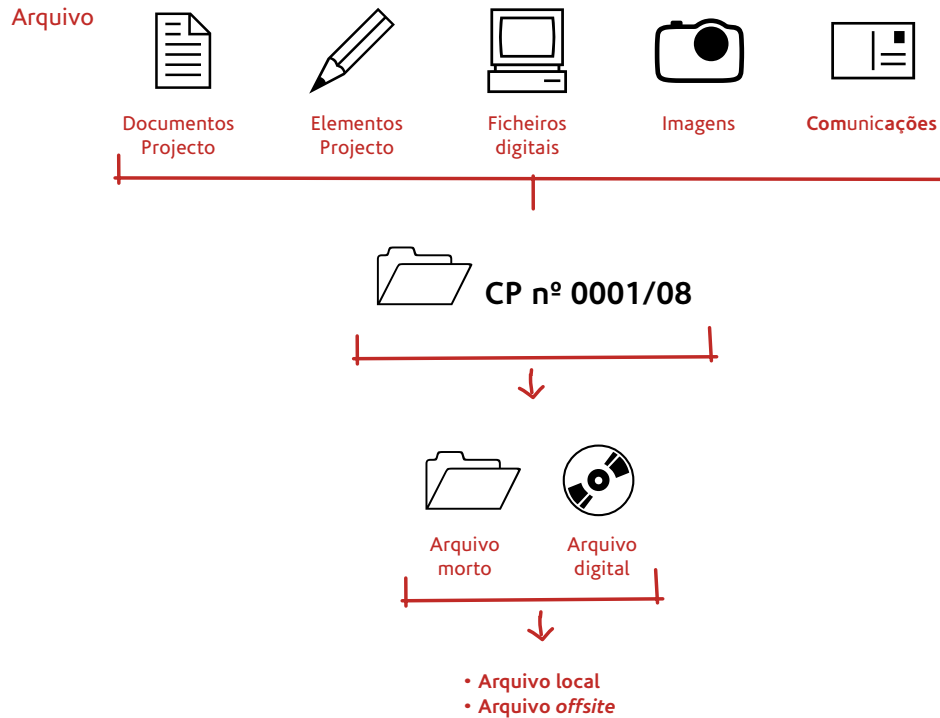 Arquivo
Documentos
Projecto
Elementos
Projecto
Ficheiros
digitais
Imagens
Comunicações
CP nº 0001/08
Arquivo
morto
Arquivo
digital
• Arquivo local
• Arquivo offsite